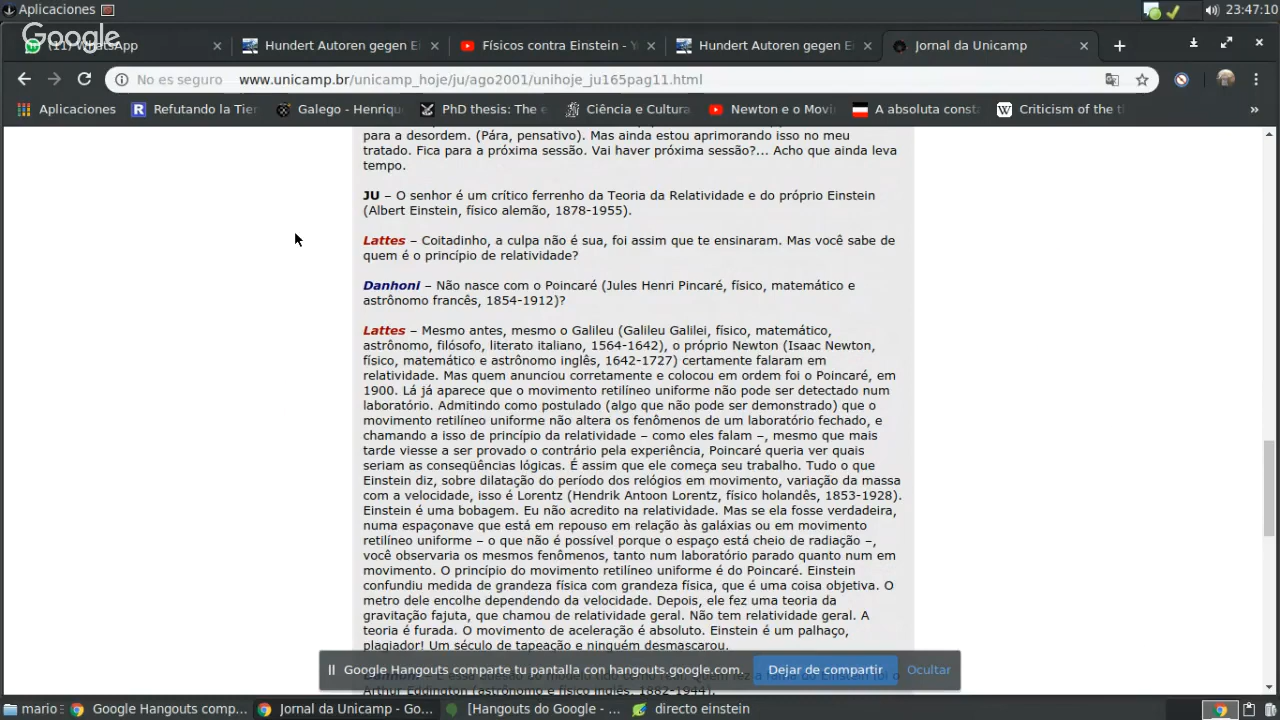 Aplicaciones
23:47:10
Google
(11) WhatsApp
Hundert Autoren gegen Ei
Físicos contra Einstein - Y
Hundert Autoren gegen Ei
Jornal da Unicamp
No es seguro
www.unicamp.br/unicamp_hoje/ju/ago2001/unihoje_ju165pag11.html
Aplicaciones
Refutando la Tier
Galego - Henriqu
PhD thesis: The e
Ciência e Cultura
Newton e o Movi
A absoluta const
Criticism of the t
»
para a desordem. (Pára, pensativo). Mas ainda estou aprimorando isso no meu
tratado. Fica para a próxima sessão. Vai haver próxima sessão?... Acho que ainda leva
tempo.
JU – O senhor é um crítico ferrenho da Teoria da Relatividade e do próprio Einstein
(Albert Einstein, físico alemão, 1878-1955).
Lattes – Coitadinho, a culpa não é sua, foi assim que te ensinaram. Mas você sabe de
quem é o princípio de relatividade?
Danhoni – Não nasce com o Poincaré (Jules Henri Pincaré, físico, matemático e
astrônomo francês, 1854-1912)?
Lattes – Mesmo antes, mesmo o Galileu (Galileu Galilei, físico, matemático,
astrônomo, filósofo, literato italiano, 1564-1642), o próprio Newton (Isaac Newton,
físico, matemático e astrônomo inglês, 1642-1727) certamente falaram em
relatividade. Mas quem anunciou corretamente e colocou em ordem foi o Poincaré, em
1900. Lá já aparece que o movimento retilíneo uniforme não pode ser detectado num
laboratório. Admitindo como postulado (algo que não pode ser demonstrado) que o
movimento retilíneo uniforme não altera os fenômenos de um laboratório fechado, e
chamando a isso de princípio da relatividade – como eles falam –, mesmo que mais
tarde viesse a ser provado o contrário pela experiência, Poincaré queria ver quais
seriam as conseqüências lógicas. É assim que ele começa seu trabalho. Tudo o que
Einstein diz, sobre dilatação do período dos relógios em movimento, variação da massa
com a velocidade, isso é Lorentz (Hendrik Antoon Lorentz, físico holandês, 1853-1928).
Einstein é uma bobagem. Eu não acredito na relatividade. Mas se ela fosse verdadeira,
numa espaçonave que está em repouso em relação às galáxias ou em movimento
retilíneo uniforme – o que não é possível porque o espaço está cheio de radiação –,
você observaria os mesmos fenômenos, tanto num laboratório parado quanto num em
movimento. O princípio do movimento retilíneo uniforme é do Poincaré. Einstein
confundiu medida de grandeza física com grandeza física, que é uma coisa objetiva. O
metro dele encolhe dependendo da velocidade. Depois, ele fez uma teoria da
gravitação fajuta, que chamou de relatividade geral. Não tem relatividade geral. A
teoria é furada. O movimento de aceleração é absoluto. Einstein é um palhaço,
plagiador! Um século de tapeação e ninguém desmascarou.
Google Hangouts comparte tu pantalla con hangouts.google.com.
Dejar de compartir
Ocultar
Arthur Eddington (astrônomo e físico inglês, 1882-1944).
mario
Google Hangouts comp...
Jornal da Unicamp - Go...
[Hangouts do Google - ...
directo einstein